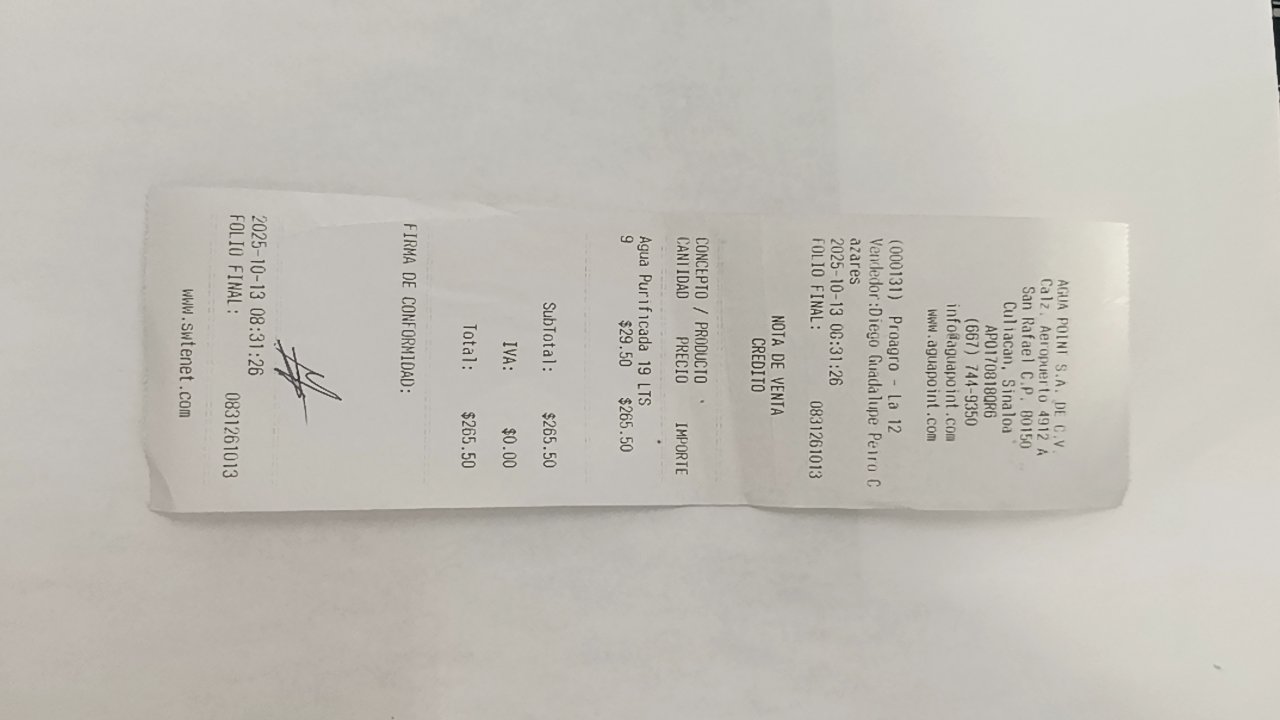 AGUA POINT S.A. DE C.V.
Calz. Aeropuerto 4912 A
San Rafael C.P. 80150
Culiacan, Sinaloa
APO170818QR6
(667) 744-9350
info@aguapoint.com
www.aguapoint.com
(000131) Proagro - La 12
Vendedor:Diego Guadalupe Peiro C
azares
2025-10-13 08:31:26
FOLIO FINAL: 0831261013
NOTA DE VENTA
CREDITO
CONCEPTO / PRODUCTO
CANTIDAD PRECIO IMPORTE
Agua Purificada 19 LTS
9 $29.50 $265.50
SubTotal: $265.50
IVA: $0.00
Total: $265.50
FIRMA DE CONFORMIDAD:
2025-10-13 08:31:26
FOLIO FINAL: 0831261013
www.swtenet.com